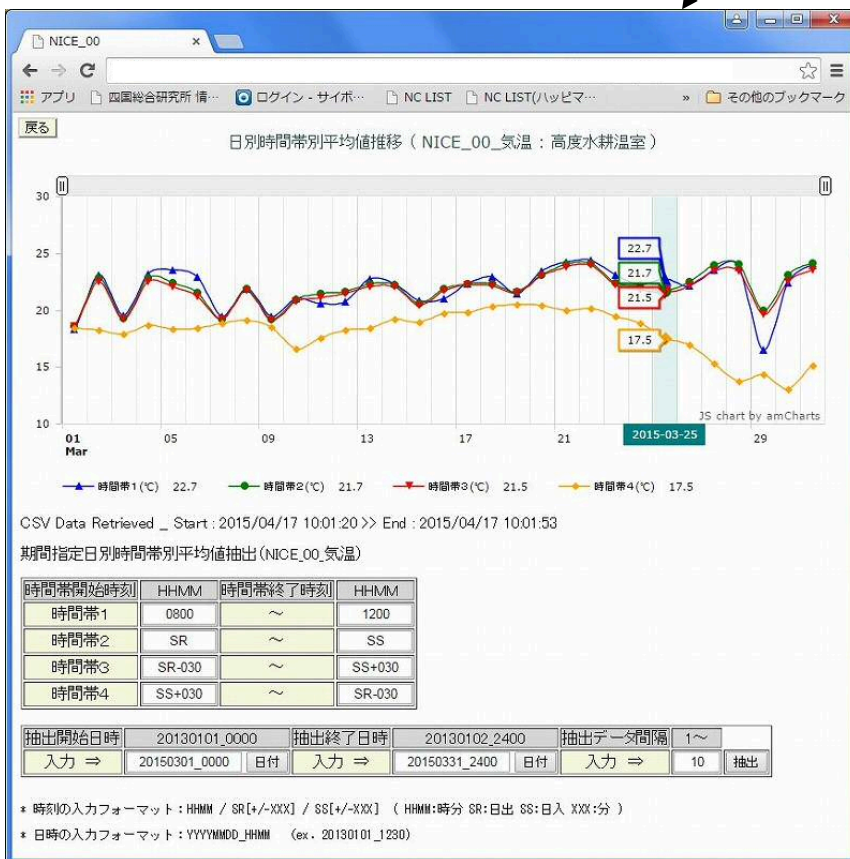 NICE_00
アプリ 四国総合研究所 情… ログイン - サイボ… NC LIST NC LIST(ハッピマ… » その他のブックマーク
戻る
日別時間帯別平均値推移 ( NICE_00_気温 : 高度水耕温室 )
30
25
20
15
10
22.7
21.7
21.5
17.5
JS chart by amCharts
01 05 09 13 17 21 2015-03-25 29
Mar
時間帯1(℃) 22.7 時間帯2(℃) 21.7 時間帯3(℃) 21.5 時間帯4(℃) 17.5
CSV Data Retrieved _ Start : 2015/04/17 10:01:20 >> End : 2015/04/17 10:01:53
期間指定日別時間帯別平均値抽出(NICE_00_気温)
時間帯開始時刻 HHMM 時間帯終了時刻 HHMM
時間帯1 0800 ～ 1200
時間帯2 SR ～ SS
時間帯3 SR-030 ～ SS+030
時間帯4 SS+030 ～ SR-030
抽出開始日時 20130101_0000 抽出終了日時 20130102_2400 抽出データ間隔 1～
入力 ⇒ 20150301_0000 日付 入力 ⇒ 20150331_2400 日付 入力 ⇒ 10 抽出
* 時刻の入力フォーマット：HHMM / SR[+/-XXX] / SS[+/-XXX] ( HHMM:時分 SR:日出 SS:日入 XXX:分 )
* 日時の入力フォーマット：YYYYMMDD_HHMM (ex. 20130101_1230)